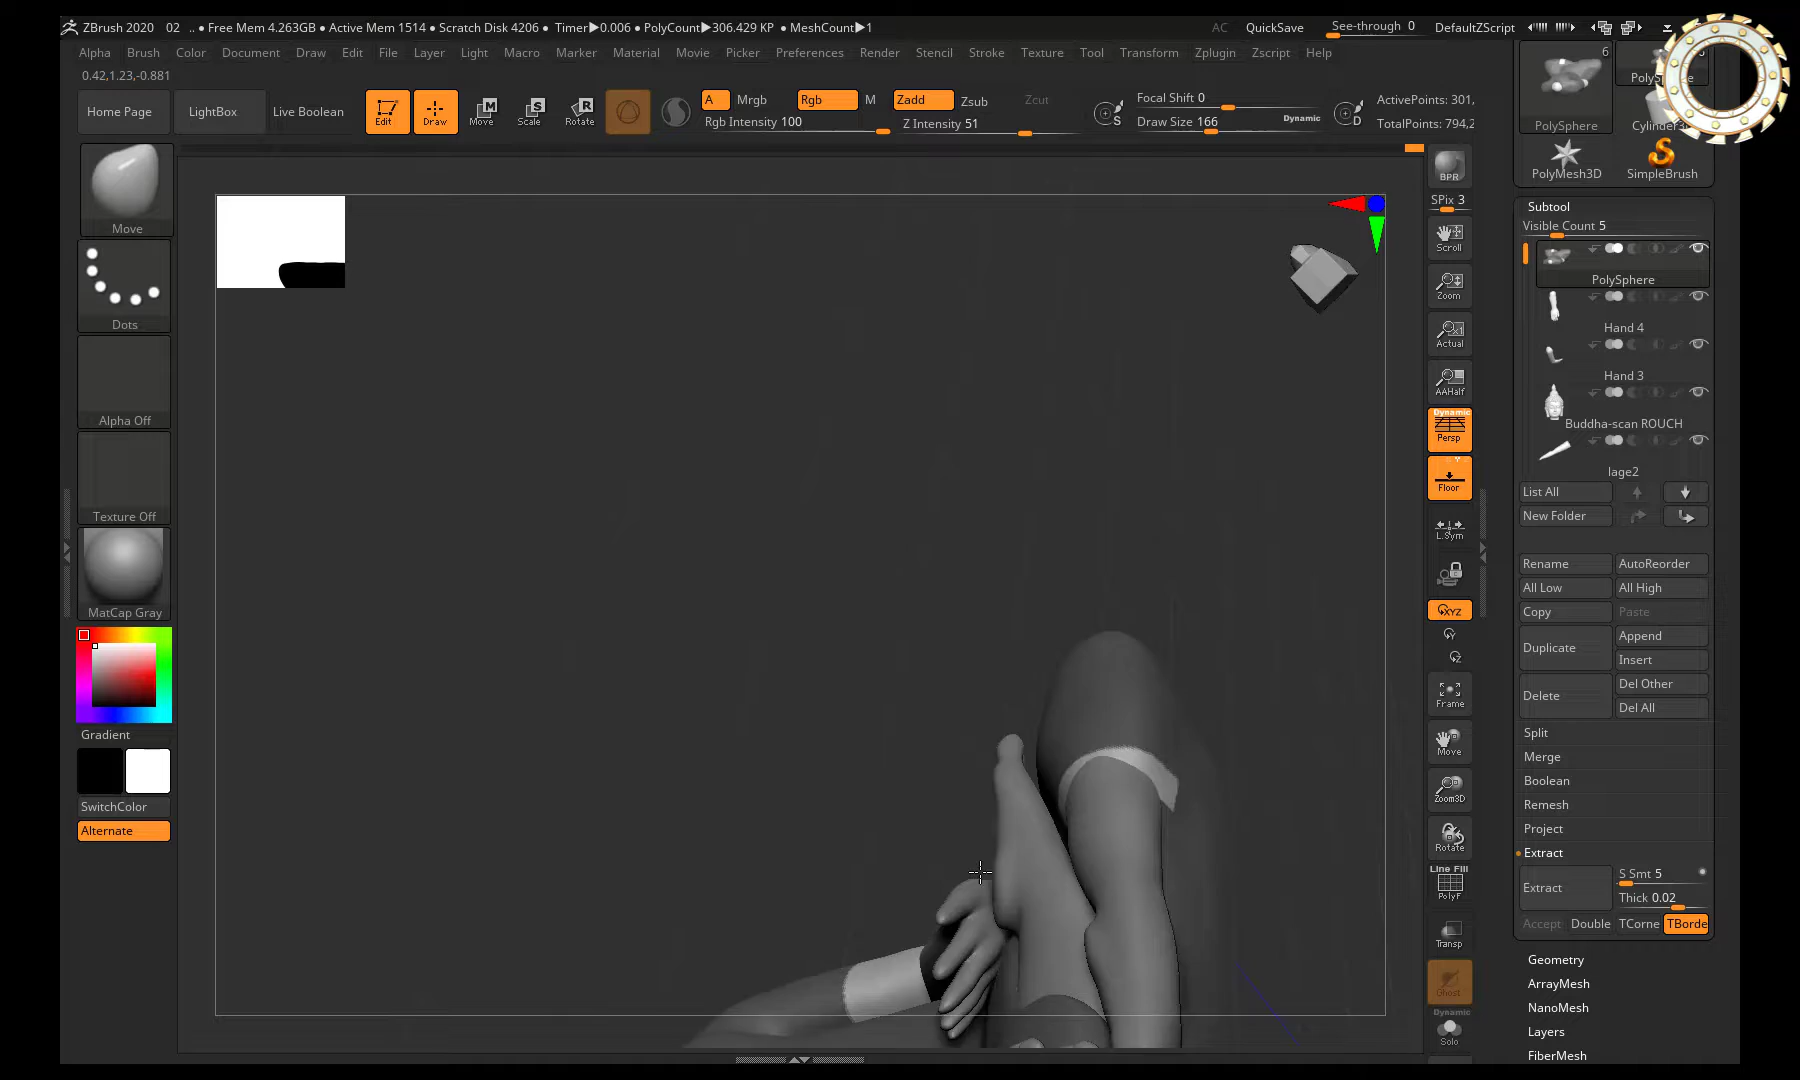 ZBrush 2020 02 .. • Free Mem 4.263GB • Active Mem 1514 • Scratch Disk 4206 • Timer▶0.006 • PolyCount▶306.429 KP • MeshCount▶1 AC QuickSave See-through 0 DefaultZScript
Alpha Brush Color Document Draw Edit File Layer Light Macro Marker Material Movie Picker Preferences Render Stencil Stroke Texture Tool Transform Zplugin Zscript Help
0.42,1.23,-0.881
Home Page LightBox Live Boolean Edit Draw Move Scale Rotate
A Mrgb Rgb M Zadd Zsub Zcut
Rgb Intensity 100 Z Intensity 51
Focal Shift 0
Draw Size 166 Dynamic
S
D
ActivePoints: 301,
TotalPoints: 794,2
Move
Dots
Alpha Off
Texture Off
MatCap Gray
Gradient
SwitchColor
Alternate
BPR
SPix 3
Scroll
Zoom
Actual
AAHalf
Dynamic
Persp
Floor
L.Sym
XYZ
Y
Z
Frame
Move
Zoom3D
Rotate
Line Fill
PolyF
Transp
Ghost
Dynamic
Solo
6
PolySphere
Cylinder3
PolyMesh3D
SimpleBrush
Subtool
Visible Count 5
PolySphere
Hand 4
Hand 3
Buddha-scan ROUCH
lage2
List All
New Folder
Rename AutoReorder
All Low All High
Copy Paste
Duplicate Append
Insert
Delete Del Other
Del All
Split
Merge
Boolean
Remesh
Project
Extract
Extract S Smt 5
Thick 0.02
Accept Double TCorne TBorde
Geometry
ArrayMesh
NanoMesh
Layers
FiberMesh